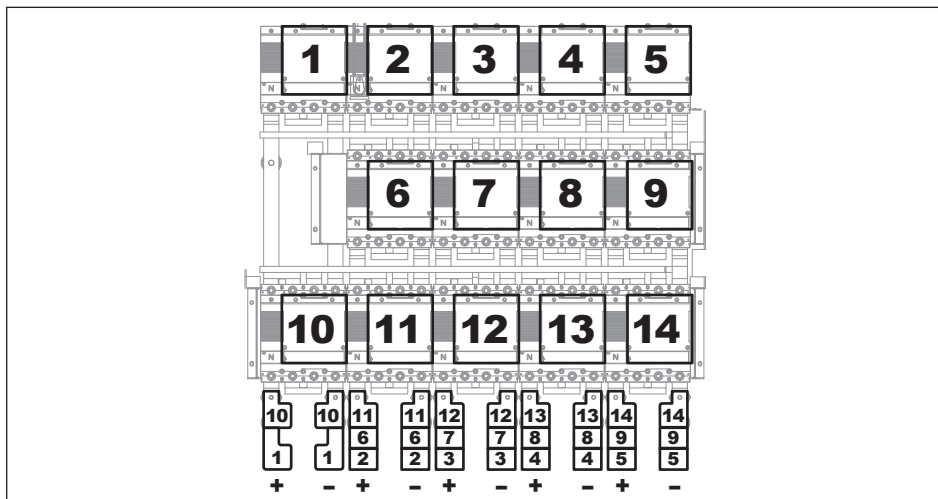 1 2 3 4 5
N N N N N
6 7 8 9
N N N N
10 11 12 13 14
N N N N N
10 10 11 11 12 12 13 13 14 14
6 6 7 7 8 8 9 9
1 1 2 2 3 3 4 4 5 5
+ - + - + - + - + -